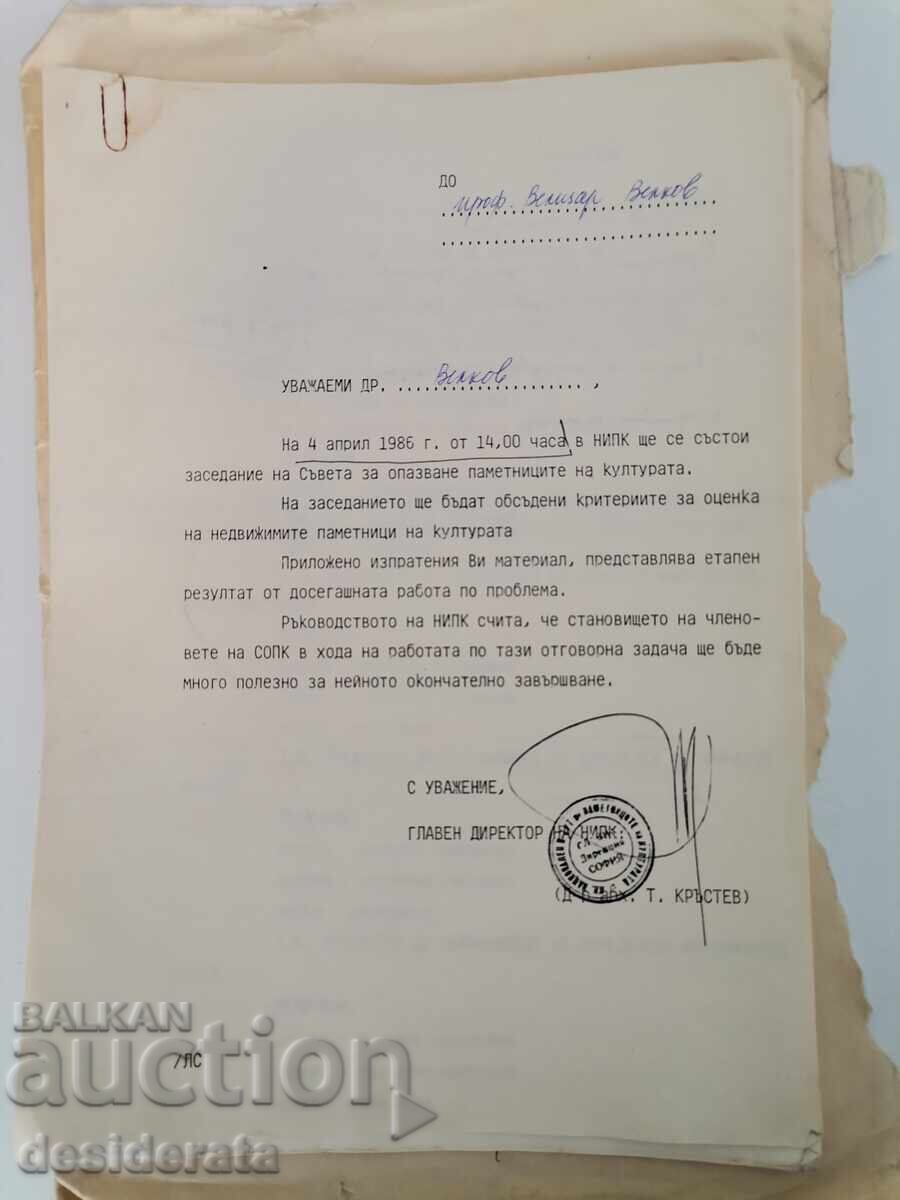 ДО
проф. Велизар Велков
УВАЖАЕМИ ДР. Велков ,
На 4 април 1986 г. от 14,00 часа в НИПК ще се състои
заседание на Съвета за опазване паметниците на културата.
На заседанието ще бъдат обсъдени критериите за оценка
на недвижимите паметници на културата
Приложено изпратения Ви материал, представлява етапен
резултат от досегашната работа по проблема.
Ръководството на НИПК счита, че становището на члено-
вете на СОПК в хода на работата по тази отговорна задача ще бъде
много полезно за нейното окончателно завършване.
С УВАЖЕНИЕ,
ГЛАВЕН ДИРЕКТОР НА НИПК:
СОФИЯ
(Д-р арх. Т. КРЪСТЕВ)
/ЛС
BALKAN
auction
desiderata